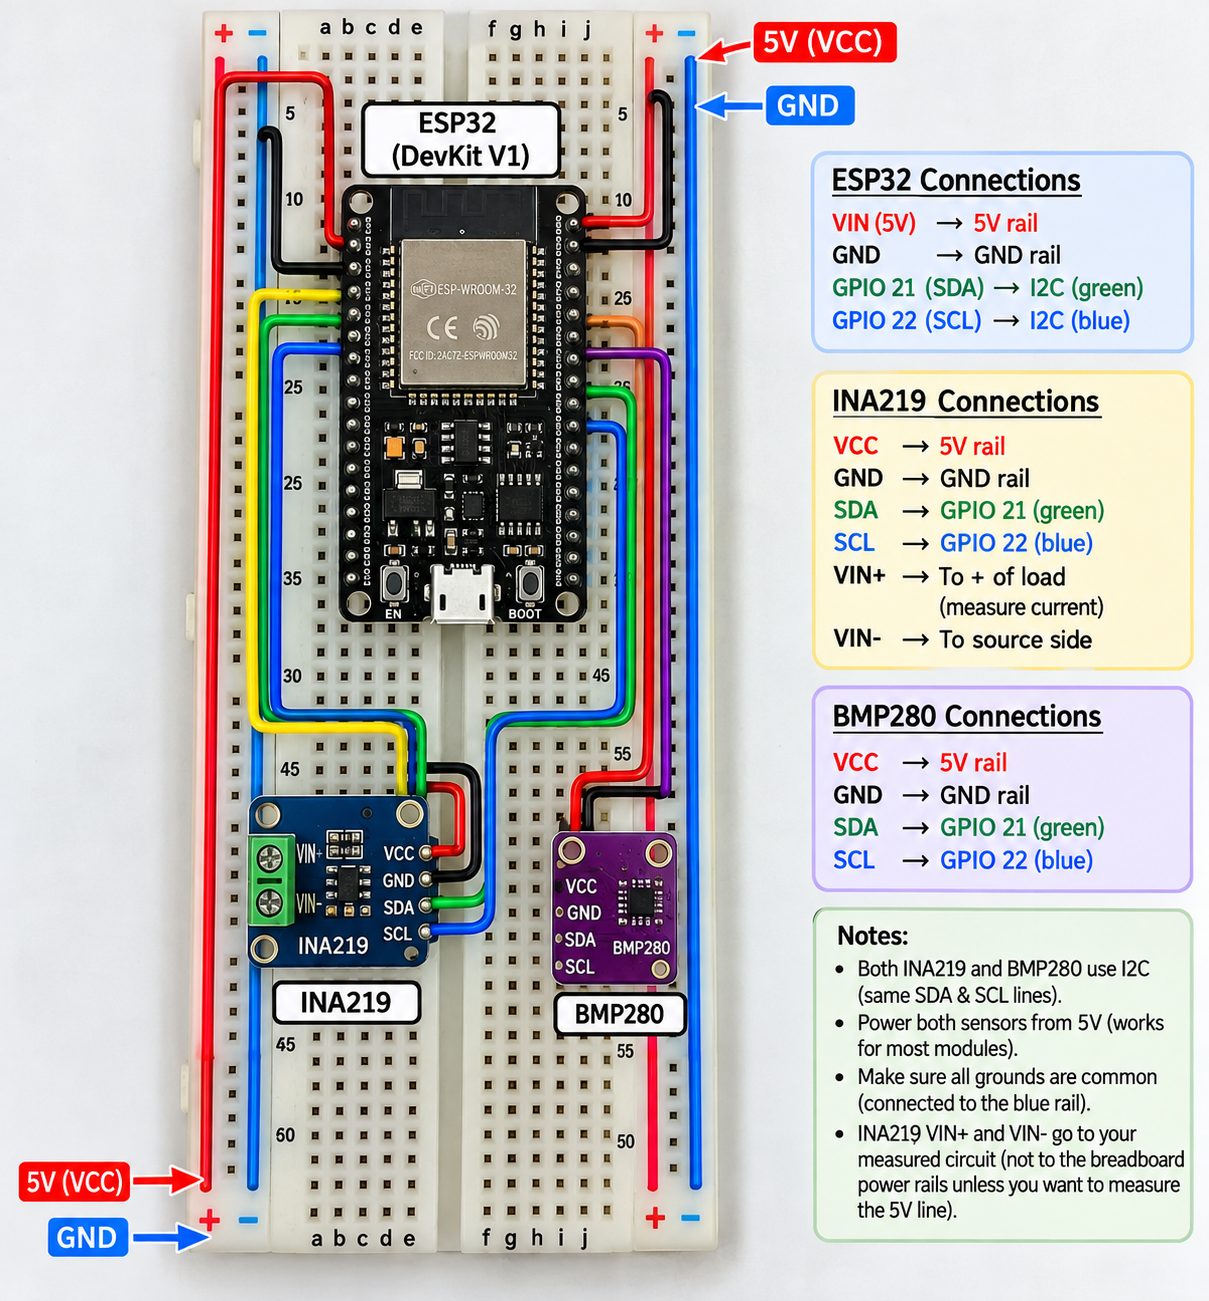 + −
a b c d e
f g h i j
+ −
5V (VCC)
GND
5
5
ESP32
(DevKit V1)
10
10
ESP-WROOM-32
CE
FCC ID: 2AC7Z-ESPWROOM32
25
25
25
35
EN
BOOT
30
45
45
55
VIN+
VIN-
VCC
GND
SDA
SCL
INA219
VCC
GND
SDA
SCL
BMP280
INA219
BMP280
45
55
50
50
5V (VCC)
GND
+ −
a b c d e
f g h i j
+ −
ESP32 Connections
VIN (5V) → 5V rail
GND → GND rail
GPIO 21 (SDA) → I2C (green)
GPIO 22 (SCL) → I2C (blue)
INA219 Connections
VCC → 5V rail
GND → GND rail
SDA → GPIO 21 (green)
SCL → GPIO 22 (blue)
VIN+ → To + of load
(measure current)
VIN- → To source side
BMP280 Connections
VCC → 5V rail
GND → GND rail
SDA → GPIO 21 (green)
SCL → GPIO 22 (blue)
Notes:
• Both INA219 and BMP280 use I2C
(same SDA & SCL lines).
• Power both sensors from 5V (works
for most modules).
• Make sure all grounds are common
(connected to the blue rail).
• INA219 VIN+ and VIN- go to your
measured circuit (not to the breadboard
power rails unless you want to measure
the 5V line).